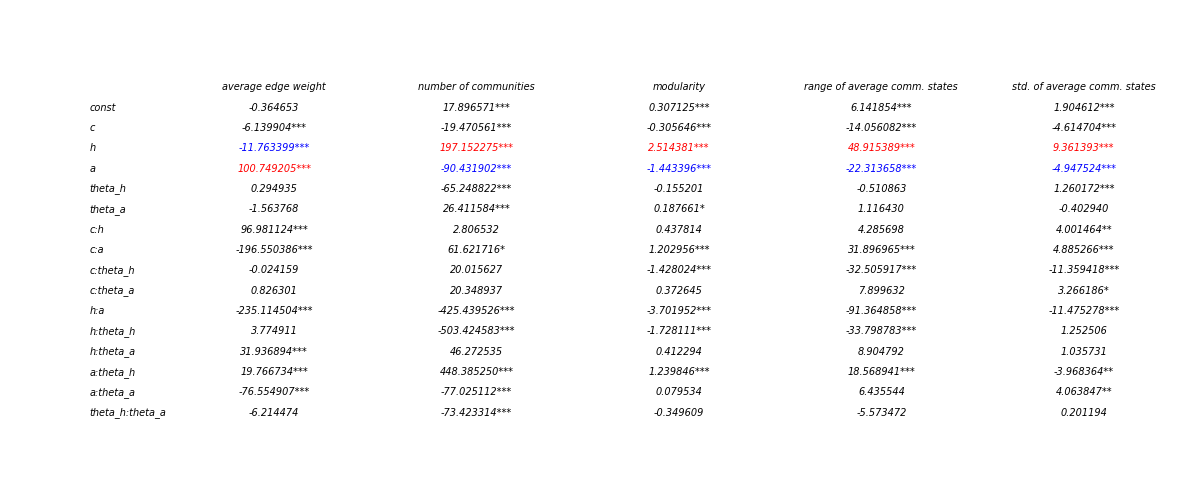 average edge weight number of communities modularity range of average comm. states std. of average comm. states
const -0.364653 17.896571*** 0.307125*** 6.141854*** 1.904612***
c -6.139904*** -19.470561*** -0.305646*** -14.056082*** -4.614704***
h -11.763399*** 197.152275*** 2.514381*** 48.915389*** 9.361393***
a 100.749205*** -90.431902*** -1.443396*** -22.313658*** -4.947524***
theta_h 0.294935 -65.248822*** -0.155201 -0.510863 1.260172***
theta_a -1.563768 26.411584*** 0.187661* 1.116430 -0.402940
c:h 96.981124*** 2.806532 0.437814 4.285698 4.001464**
c:a -196.550386*** 61.621716* 1.202956*** 31.896965*** 4.885266***
c:theta_h -0.024159 20.015627 -1.428024*** -32.505917*** -11.359418***
c:theta_a 0.826301 20.348937 0.372645 7.899632 3.266186*
h:a -235.114504*** -425.439526*** -3.701952*** -91.364858*** -11.475278***
h:theta_h 3.774911 -503.424583*** -1.728111*** -33.798783*** 1.252506
h:theta_a 31.936894*** 46.272535 0.412294 8.904792 1.035731
a:theta_h 19.766734*** 448.385250*** 1.239846*** 18.568941*** -3.968364**
a:theta_a -76.554907*** -77.025112*** 0.079534 6.435544 4.063847**
theta_h:theta_a -6.214474 -73.423314*** -0.349609 -5.573472 0.201194